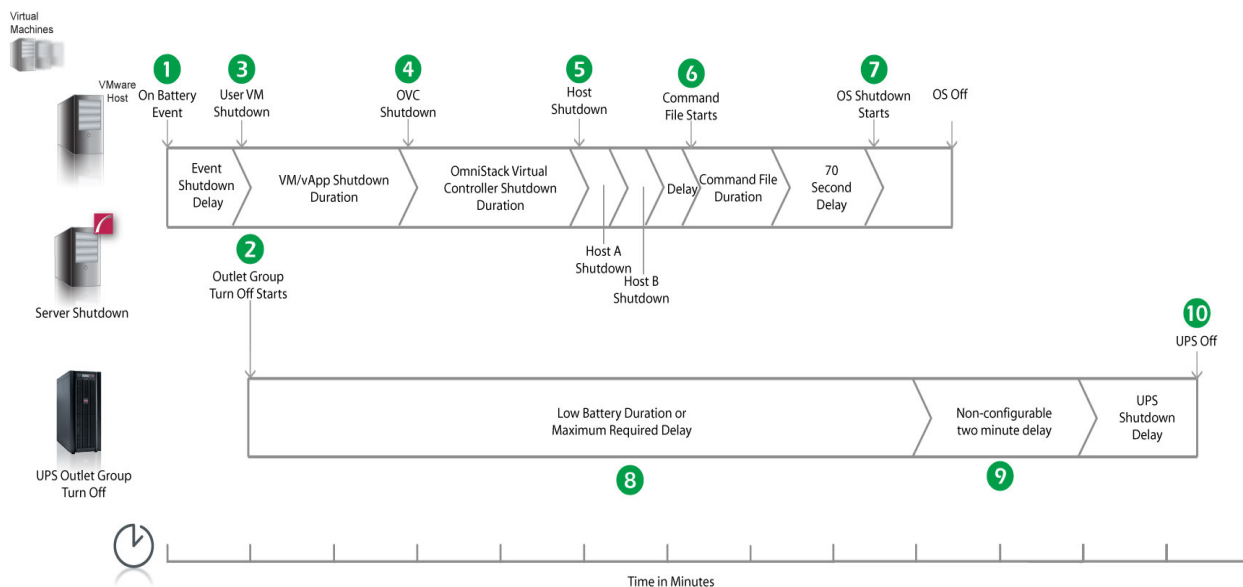 Virtual
Machines
VMware
Host
1
On Battery
Event
3
User VM
Shutdown
4
OVC
Shutdown
5
Host
Shutdown
6
Command
File Starts
7
OS Shutdown
Starts
OS Off
Event
Shutdown
Delay
VM/vApp Shutdown
Duration
OmniStack Virtual
Controller Shutdown
Duration
Delay
Command File
Duration
70
Second
Delay
Host A
Shutdown
Host B
Shutdown
2
Outlet Group
Turn Off Starts
Server Shutdown
10
UPS Off
Low Battery Duration or
Maximum Required Delay
Non-configurable
two minute delay
UPS
Shutdown
Delay
8
9
UPS Outlet Group
Turn Off
Time in Minutes